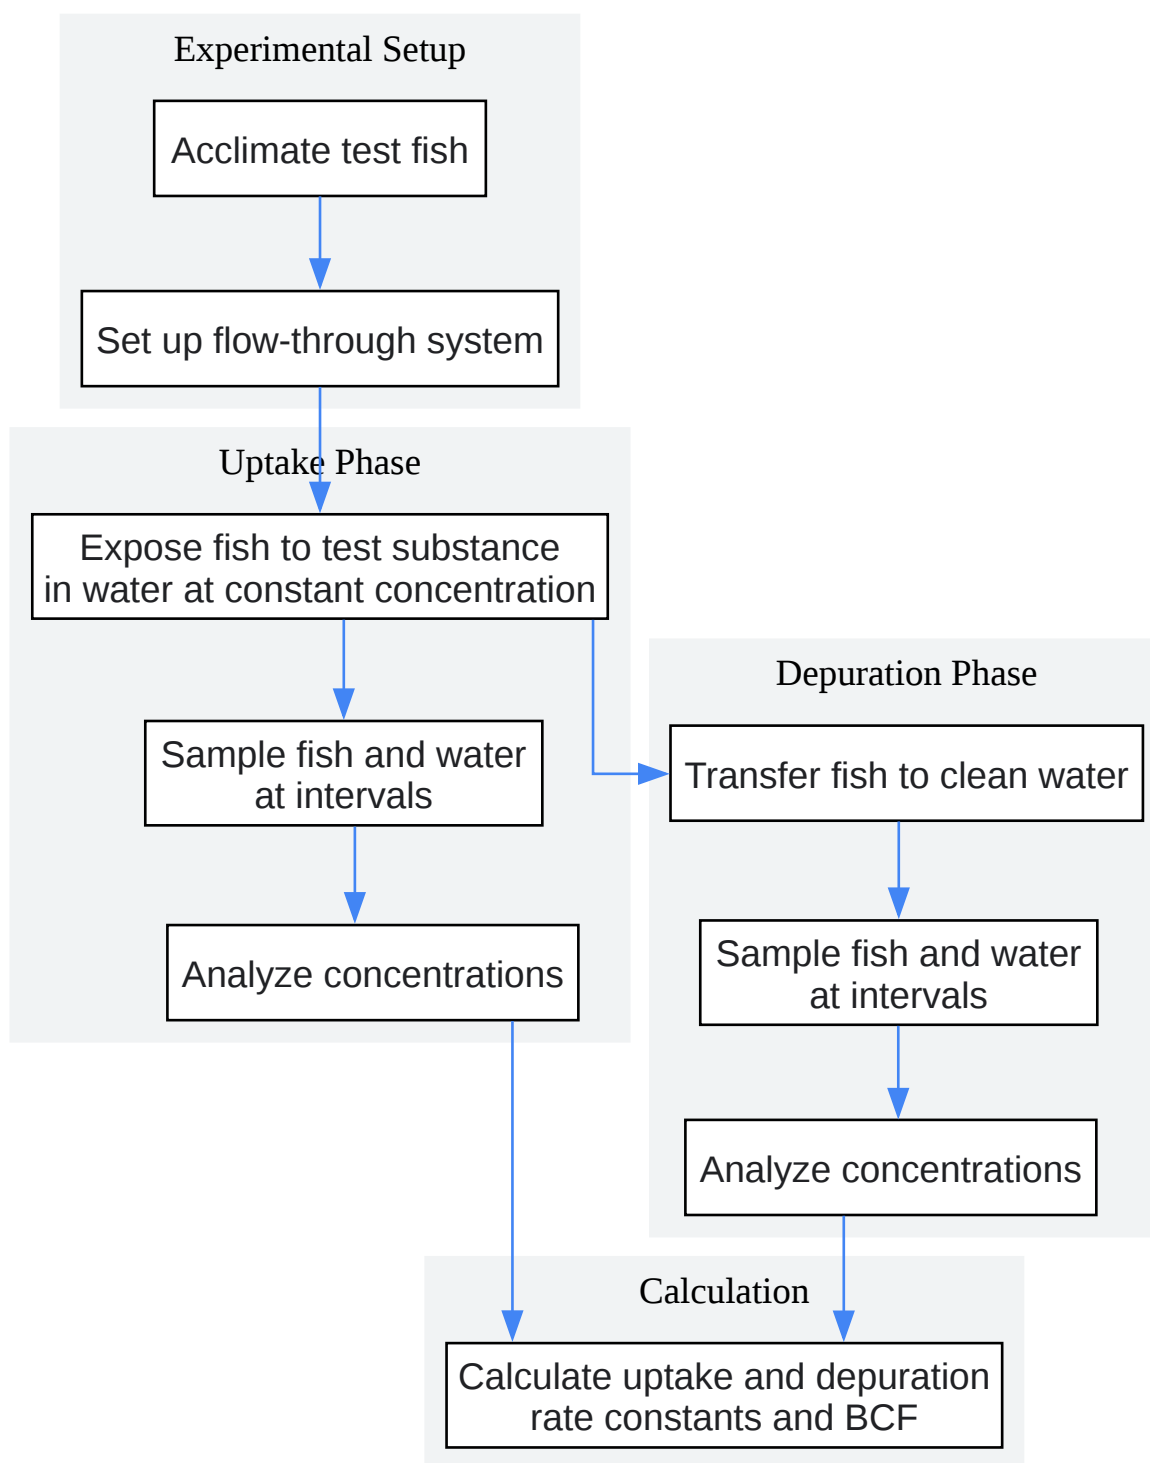 Experimental Setup
Acclimate test fish
Set up flow-through system
Uptake Phase
Expose fish to test substance
in water at constant concentration
Sample fish and water
at intervals
Analyze concentrations
Depuration Phase
Transfer fish to clean water
Sample fish and water
at intervals
Analyze concentrations
Calculation
Calculate uptake and depuration
rate constants and BCF